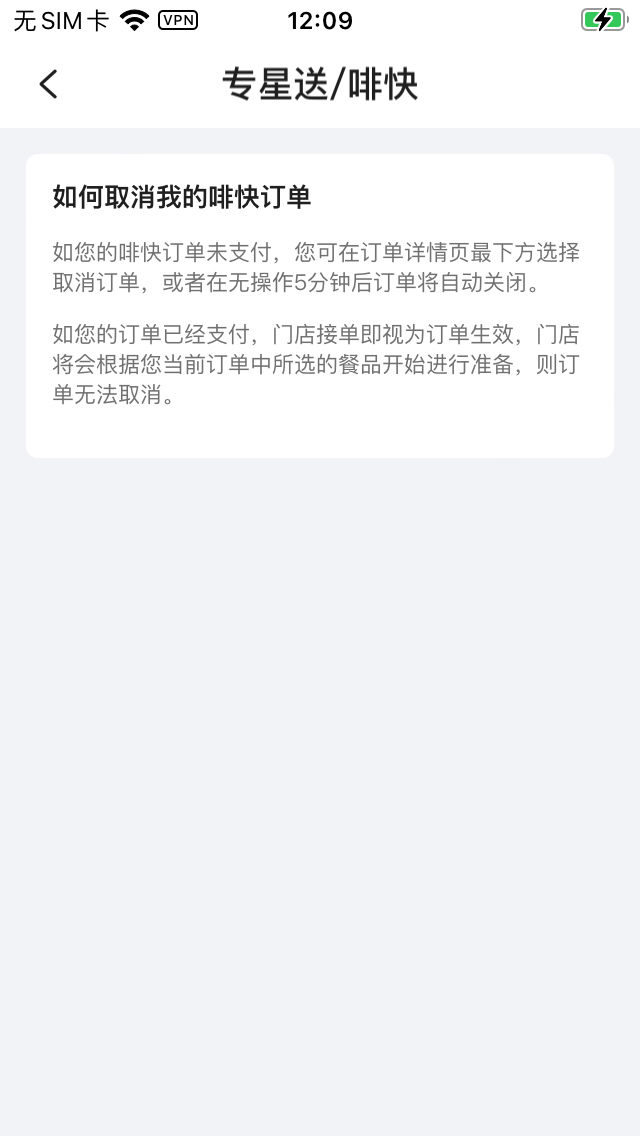 无SIM卡 VPN 12:09
专星送/啡快
如何取消我的啡快订单
如您的啡快订单未支付，您可在订单详情页最下方选择
取消订单，或者在无操作5分钟后订单将自动关闭。
如您的订单已经支付，门店接单即视为订单生效，门店
将会根据您当前订单中所选的餐品开始进行准备，则订
单无法取消。